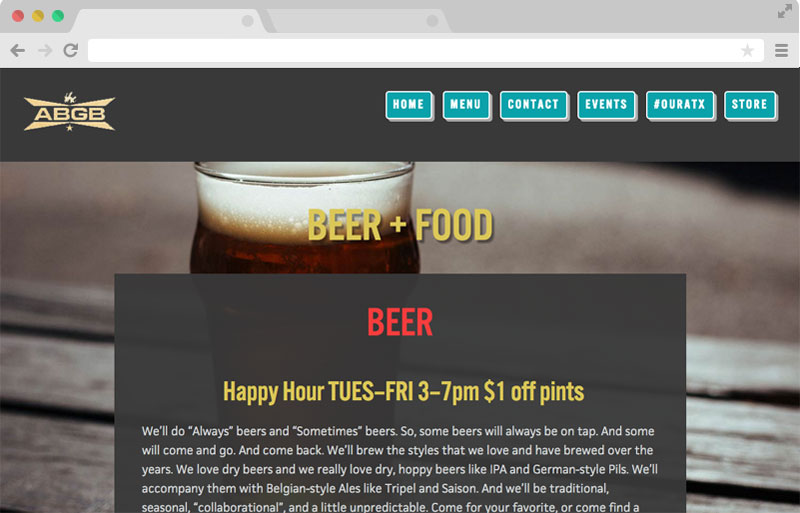 the
ABGB
HOME
MENU
CONTACT
EVENTS
#OURATX
STORE
BEER + FOOD
BEER
Happy Hour TUES–FRI 3–7pm $1 off pints
We'll do “Always” beers and “Sometimes” beers. So, some beers will always be on tap. And some
will come and go. And come back. We'll brew the styles that we love and have brewed over the
years. We love dry beers and we really love dry, hoppy beers like IPA and German-style Pils. We'll
accompany them with Belgian-style Ales like Tripel and Saison. And we'll be traditional,
seasonal, “collaborational”, and a little unpredictable. Come for your favorite, or come find a